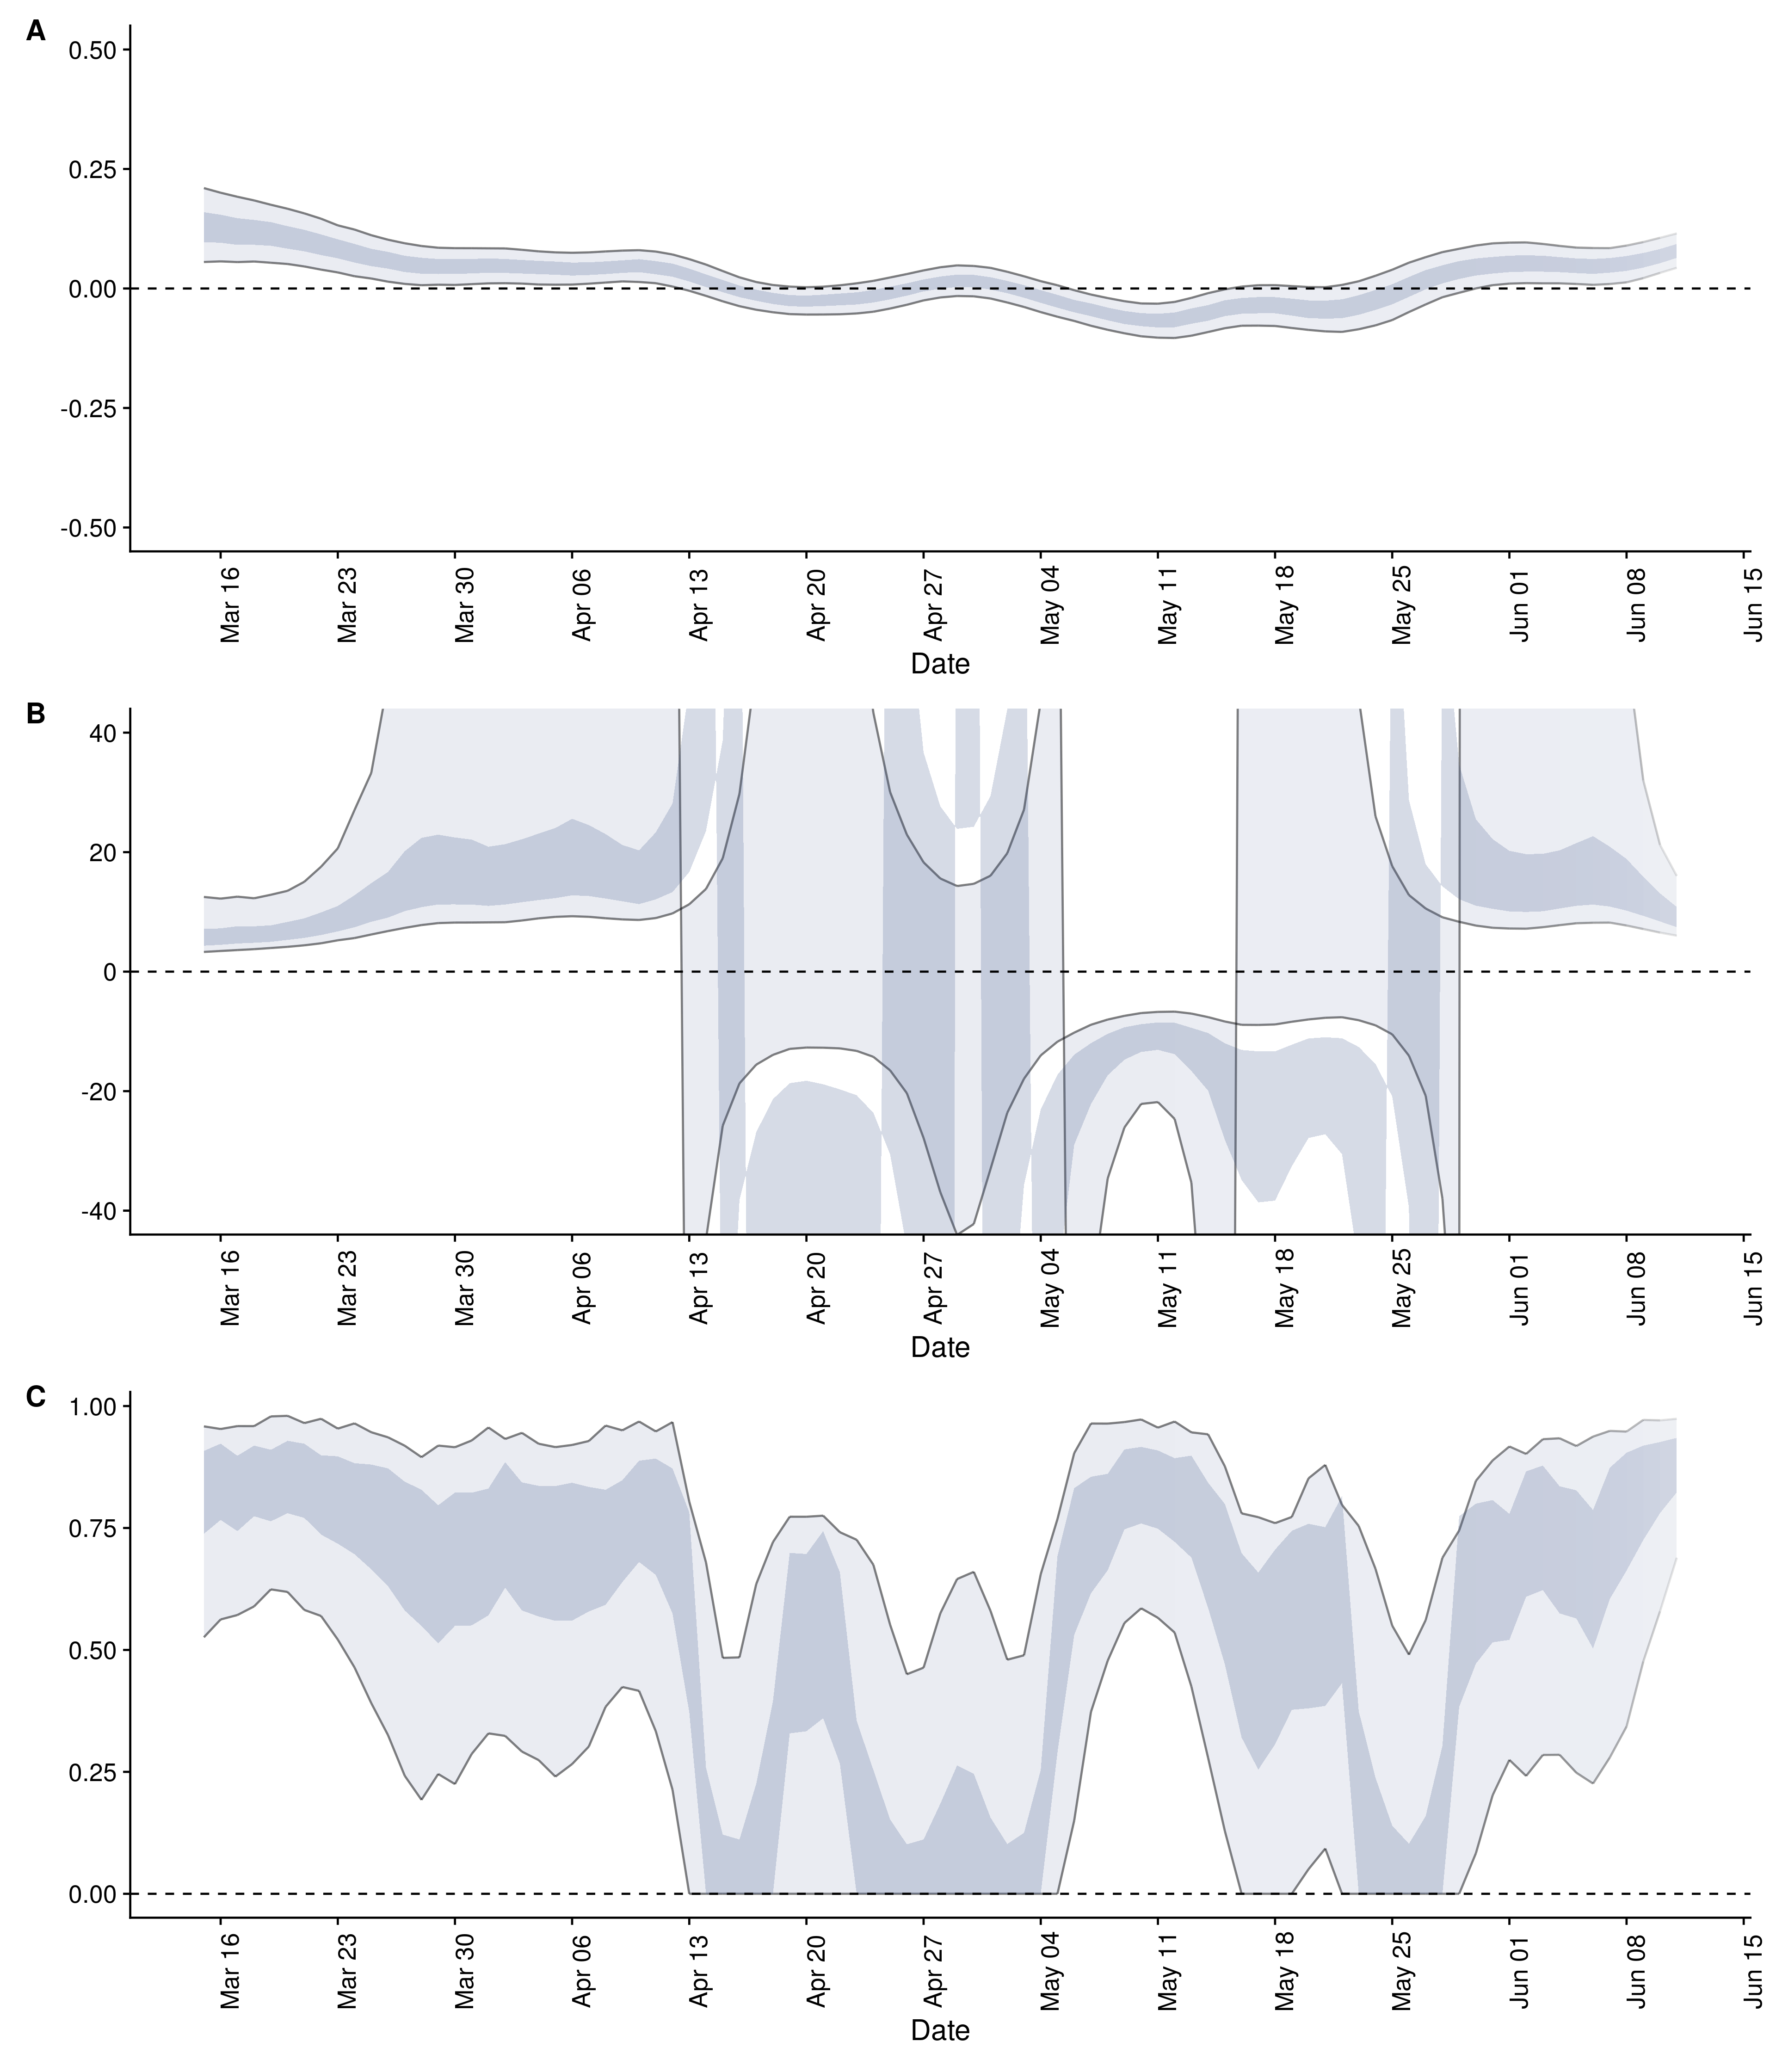 A
0.50
0.25
0.00
-0.25
-0.50
Mar 16
Mar 23
Mar 30
Apr 06
Apr 13
Apr 20
Apr 27
May 04
May 11
May 18
May 25
Jun 01
Jun 08
Jun 15
Date
B
40
20
0
-20
-40
Mar 16
Mar 23
Mar 30
Apr 06
Apr 13
Apr 20
Apr 27
May 04
May 11
May 18
May 25
Jun 01
Jun 08
Jun 15
Date
C
1.00
0.75
0.50
0.25
0.00
Mar 16
Mar 23
Mar 30
Apr 06
Apr 13
Apr 20
Apr 27
May 04
May 11
May 18
May 25
Jun 01
Jun 08
Jun 15
Date